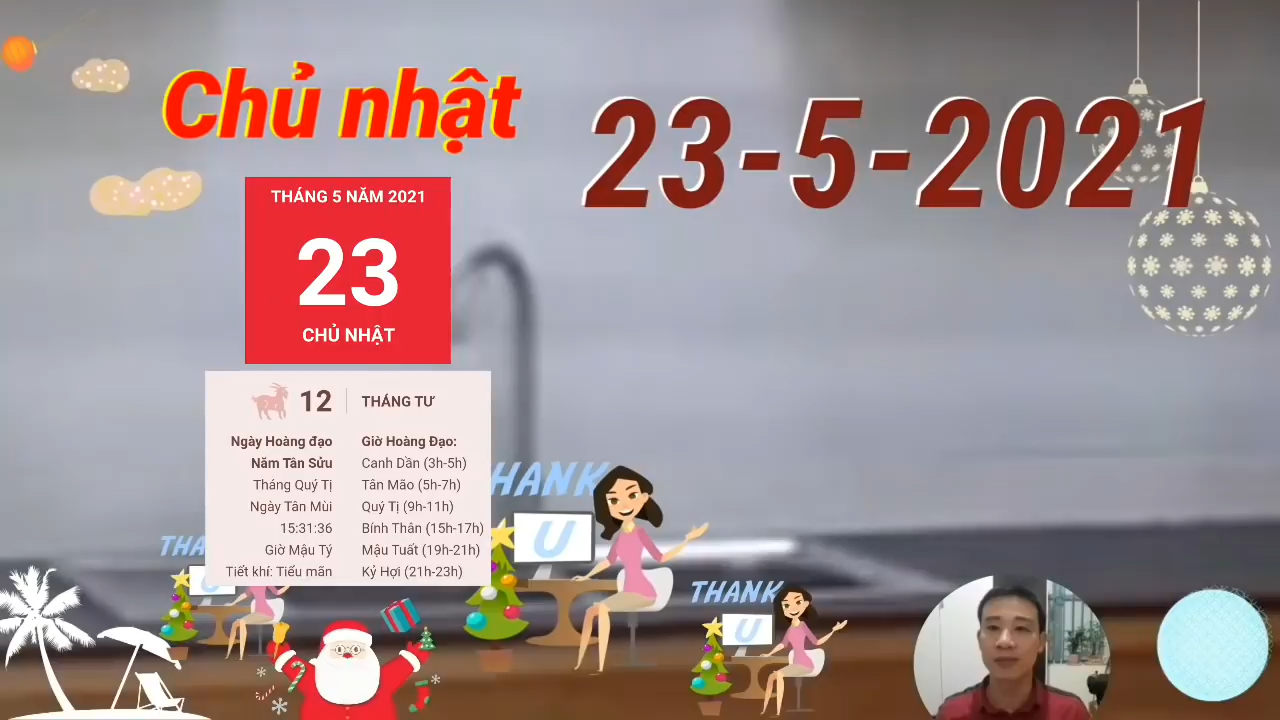 Chủ nhật
23-5-2021
THÁNG 5 NĂM 2021
23
CHỦ NHẬT
12
THÁNG TƯ
Ngày Hoàng đạo
Năm Tân Sửu
Tháng Quý Tị
Ngày Tân Mùi
15:31:36
Giờ Mậu Tý
Tiết khí: Tiểu mãn
Giờ Hoàng Đạo:
Canh Dần (3h-5h)
Tân Mão (5h-7h)
Quý Tị (9h-11h)
Bính Thân (15h-17h)
Mậu Tuất (19h-21h)
Kỷ Hợi (21h-23h)
HANK
U
THA
U
THANK
U